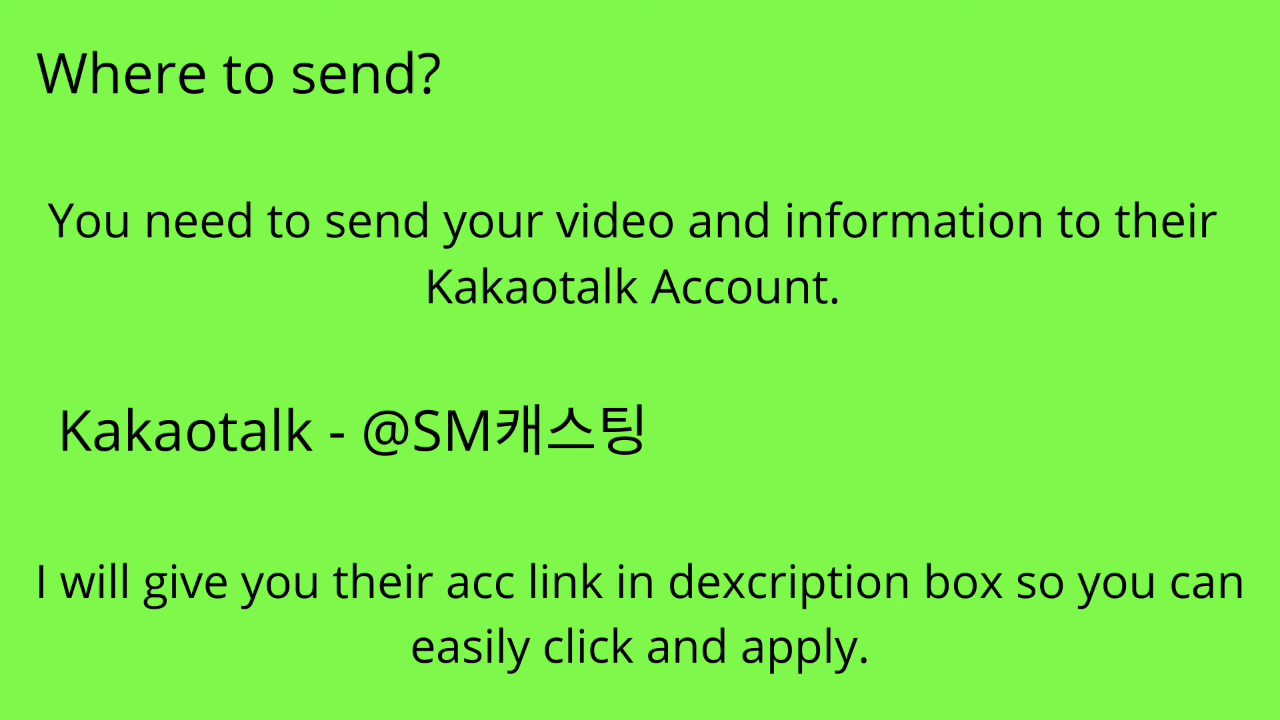 Where to send?
You need to send your video and information to their
Kakaotalk Account.
Kakaotalk - @SM캐스팅
I will give you their acc link in dexcription box so you can
easily click and apply.